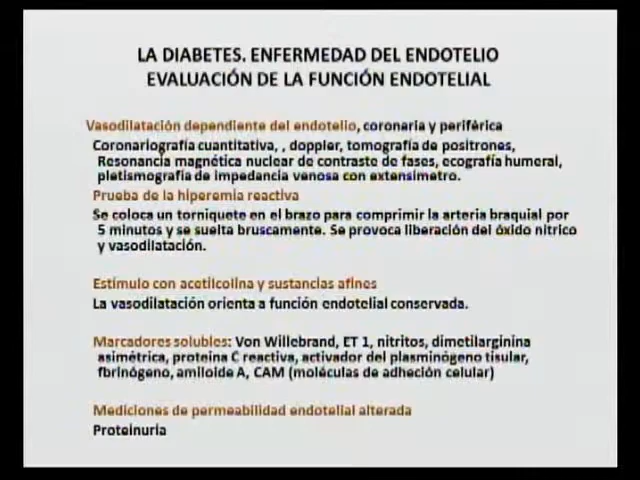 LA DIABETES. ENFERMEDAD DEL ENDOTELIO
EVALUACIÓN DE LA FUNCIÓN ENDOTELIAL
Vasodilatación dependiente del endotelio, coronaria y periférica
Coronariografía cuantitativa, , doppler, tomografía de positrones,
Resonancia magnética nuclear de contraste de fases, ecografía humeral,
pletismografía de impedancia venosa con extensimetro.
Prueba de la hiperemia reactiva
Se coloca un torniquete en el brazo para comprimir la arteria braquial por
5 minutos y se suelta bruscamente. Se provoca liberación del óxido nítrico
y vasodilatación.
Estímulo con acetilcolina y sustancias afines
La vasodilatación orienta a función endotelial conservada.
Marcadores solubles: Von Willebrand, ET 1, nitritos, dimetilarginina
asimétrica, proteina C reactiva, activador del plasminógeno tisular,
fbrinógeno, amiloide A, CAM (moléculas de adheción celular)
Mediciones de permeabilidad endotelial alterada
Proteinuria